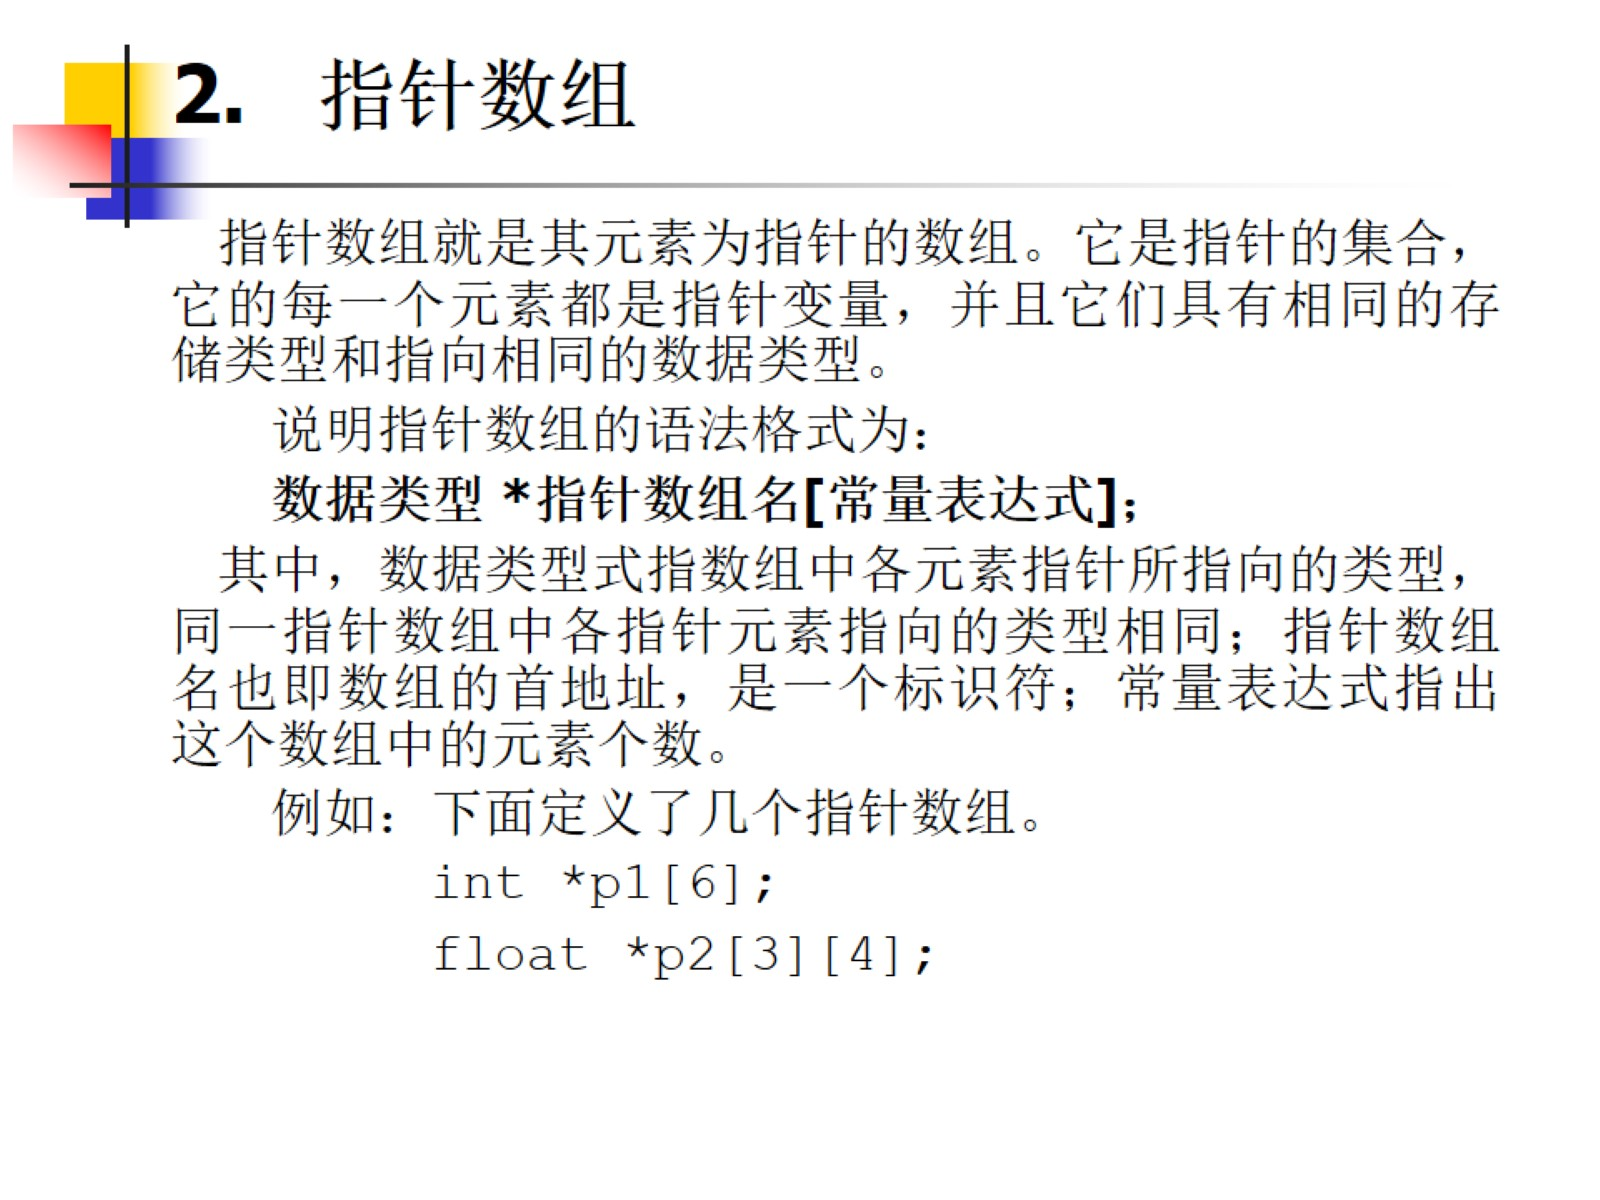 2. 指针数组
指针数组就是其元素为指针的数组。它是指针的集合，
它的每一个元素都是指针变量，并且它们具有相同的存
储类型和指向相同的数据类型。
说明指针数组的语法格式为：
数据类型 *指针数组名[常量表达式]；
其中，数据类型式指数组中各元素指针所指向的类型，
同一指针数组中各指针元素指向的类型相同；指针数组
名也即数组的首地址，是一个标识符；常量表达式指出
这个数组中的元素个数。
例如：下面定义了几个指针数组。
int *p1[6];
float *p2[3][4];